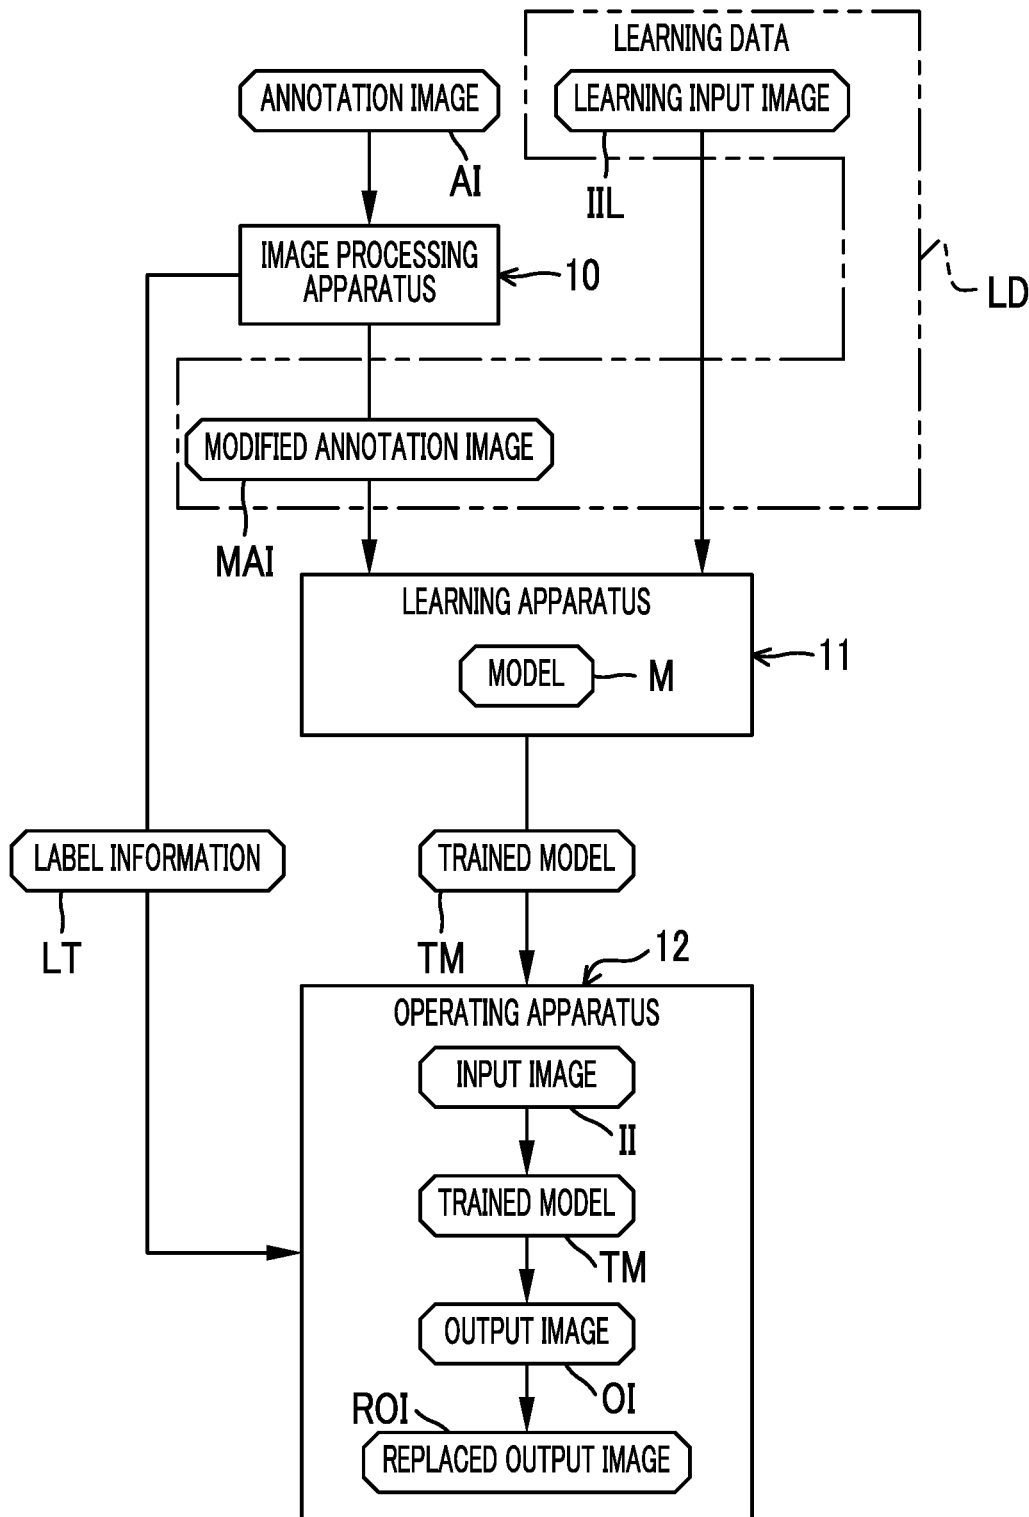 LEARNING DATA
ANNOTATION IMAGE
LEARNING INPUT IMAGE
AI
IIL
IMAGE PROCESSING
APPARATUS
10
LD
MODIFIED ANNOTATION IMAGE
MAI
LEARNING APPARATUS
11
MODEL
M
LABEL INFORMATION
TRAINED MODEL
LT
TM
12
OPERATING APPARATUS
INPUT IMAGE
II
TRAINED MODEL
TM
OUTPUT IMAGE
OI
ROI
REPLACED OUTPUT IMAGE